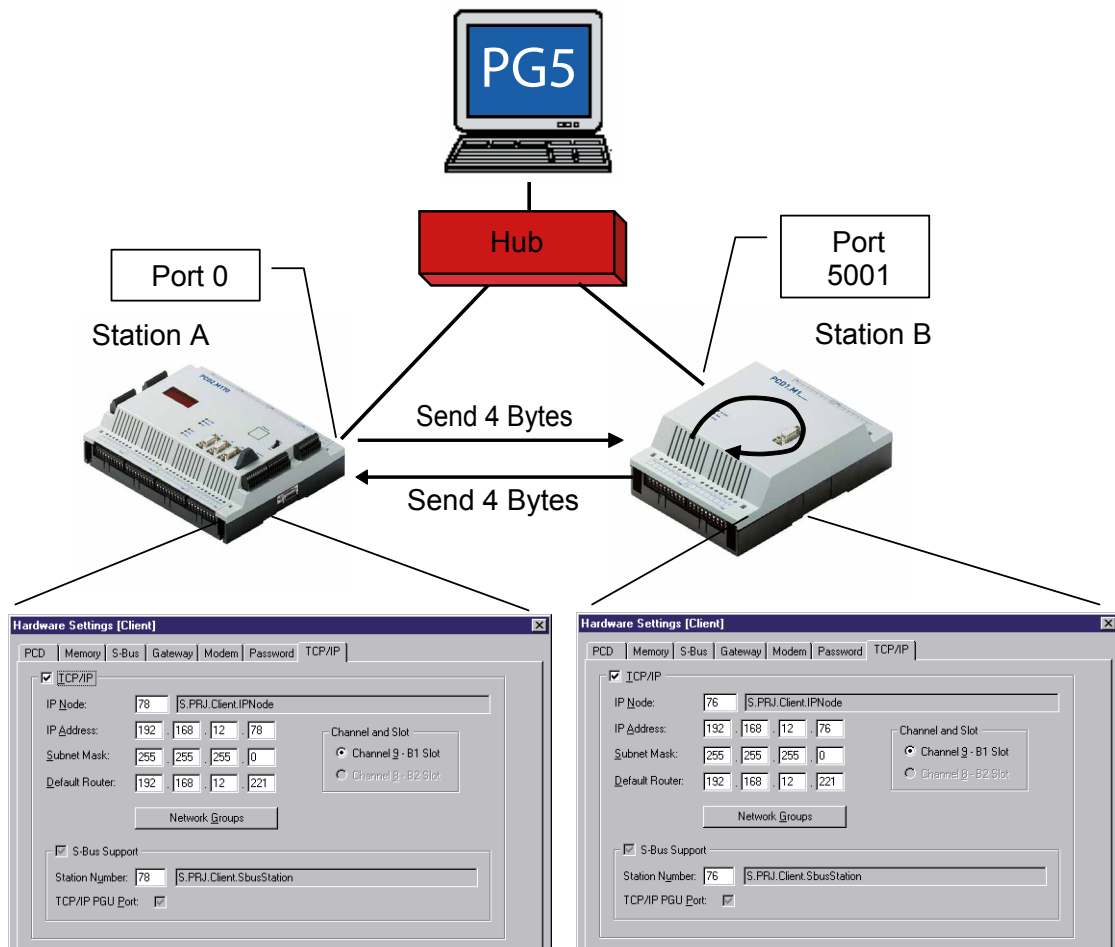 PG5
Hub
Port 0
Port
5001
Station A
Station B
PCD2.M170
PCD1.M1__
Send 4 Bytes
Send 4 Bytes
Hardware Settings [Client]
PCD Memory S-Bus Gateway Modem Password TCP/IP
TCP/IP
IP Node: 78 S.PRJ.Client.IPNode
IP Address: 192 . 168 . 12 . 78
Subnet Mask: 255 . 255 . 255 . 0
Default Router: 192 . 168 . 12 . 221
Channel and Slot
Channel 9 - B1 Slot
Channel 8 - B2 Slot
Network Groups
S-Bus Support
Station Number: 78 S.PRJ.Client.SbusStation
TCP/IP PGU Port:
Hardware Settings [Client]
PCD Memory S-Bus Gateway Modem Password TCP/IP
TCP/IP
IP Node: 76 S.PRJ.Client.IPNode
IP Address: 192 . 168 . 12 . 76
Subnet Mask: 255 . 255 . 255 . 0
Default Router: 192 . 168 . 12 . 221
Channel and Slot
Channel 9 - B1 Slot
Channel 8 - B2 Slot
Network Groups
S-Bus Support
Station Number: 76 S.PRJ.Client.SbusStation
TCP/IP PGU Port: